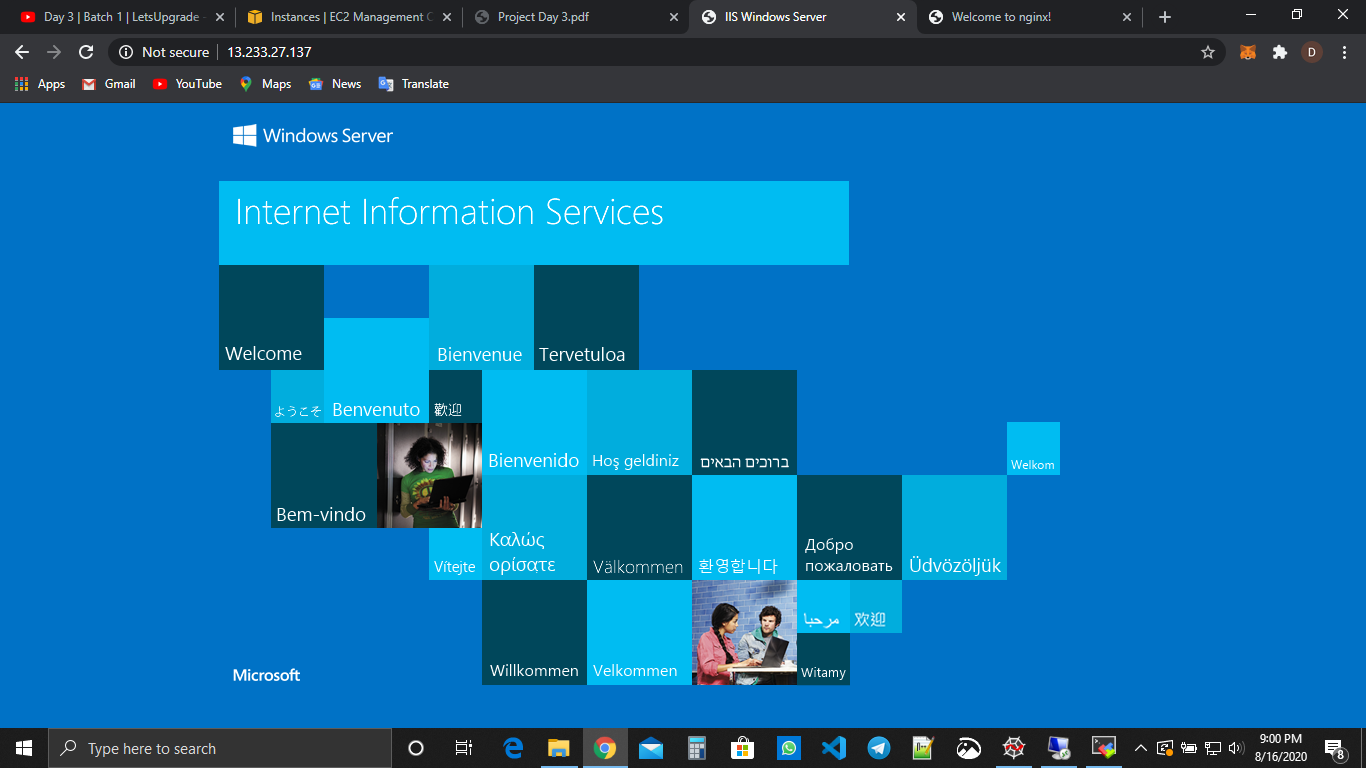 Day 3 | Batch 1 | LetsUpgrade -
Instances | EC2 Management C
Project Day 3.pdf
IIS Windows Server
Welcome to nginx!
Not secure
13.233.27.137
D
Apps
Gmail
YouTube
Maps
News
Translate
Windows Server
Internet Information Services
Welcome
Bienvenue
Tervetuloa
ようこそ
Benvenuto
歡迎
Bienvenido
Hoş geldiniz
ברוכים הבאים
Welkom
Bem-vindo
Vítejte
Καλώς
ορίσατε
Välkommen
환영합니다
Добро
пожаловать
Üdvözöljük
مرحبا
欢迎
Willkommen
Velkommen
Witamy
Microsoft
Type here to search
9:00 PM
8/16/2020
8